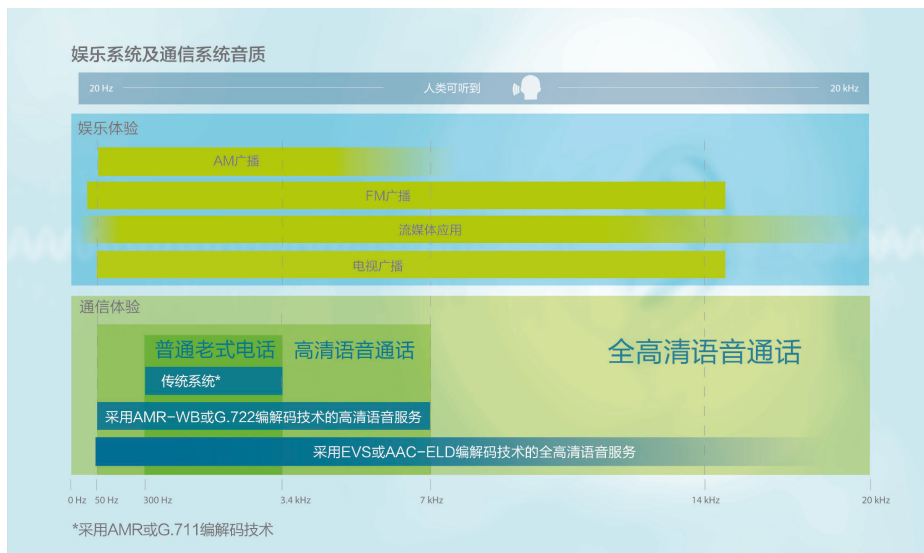 娱乐系统及通信系统音质
20 Hz 人类可听到 20 kHz
娱乐体验
AM广播
FM广播
流媒体应用
电视广播
通信体验
普通老式电话 高清语音通话 全高清语音通话
传统系统*
采用AMR-WB或G.722编解码技术的高清语音服务
采用EVS或AAC-ELD编解码技术的全高清语音服务
0 Hz 50 Hz 300 Hz 3.4 kHz 7 kHz 14 kHz 20 kHz
*采用AMR或G.711编解码技术